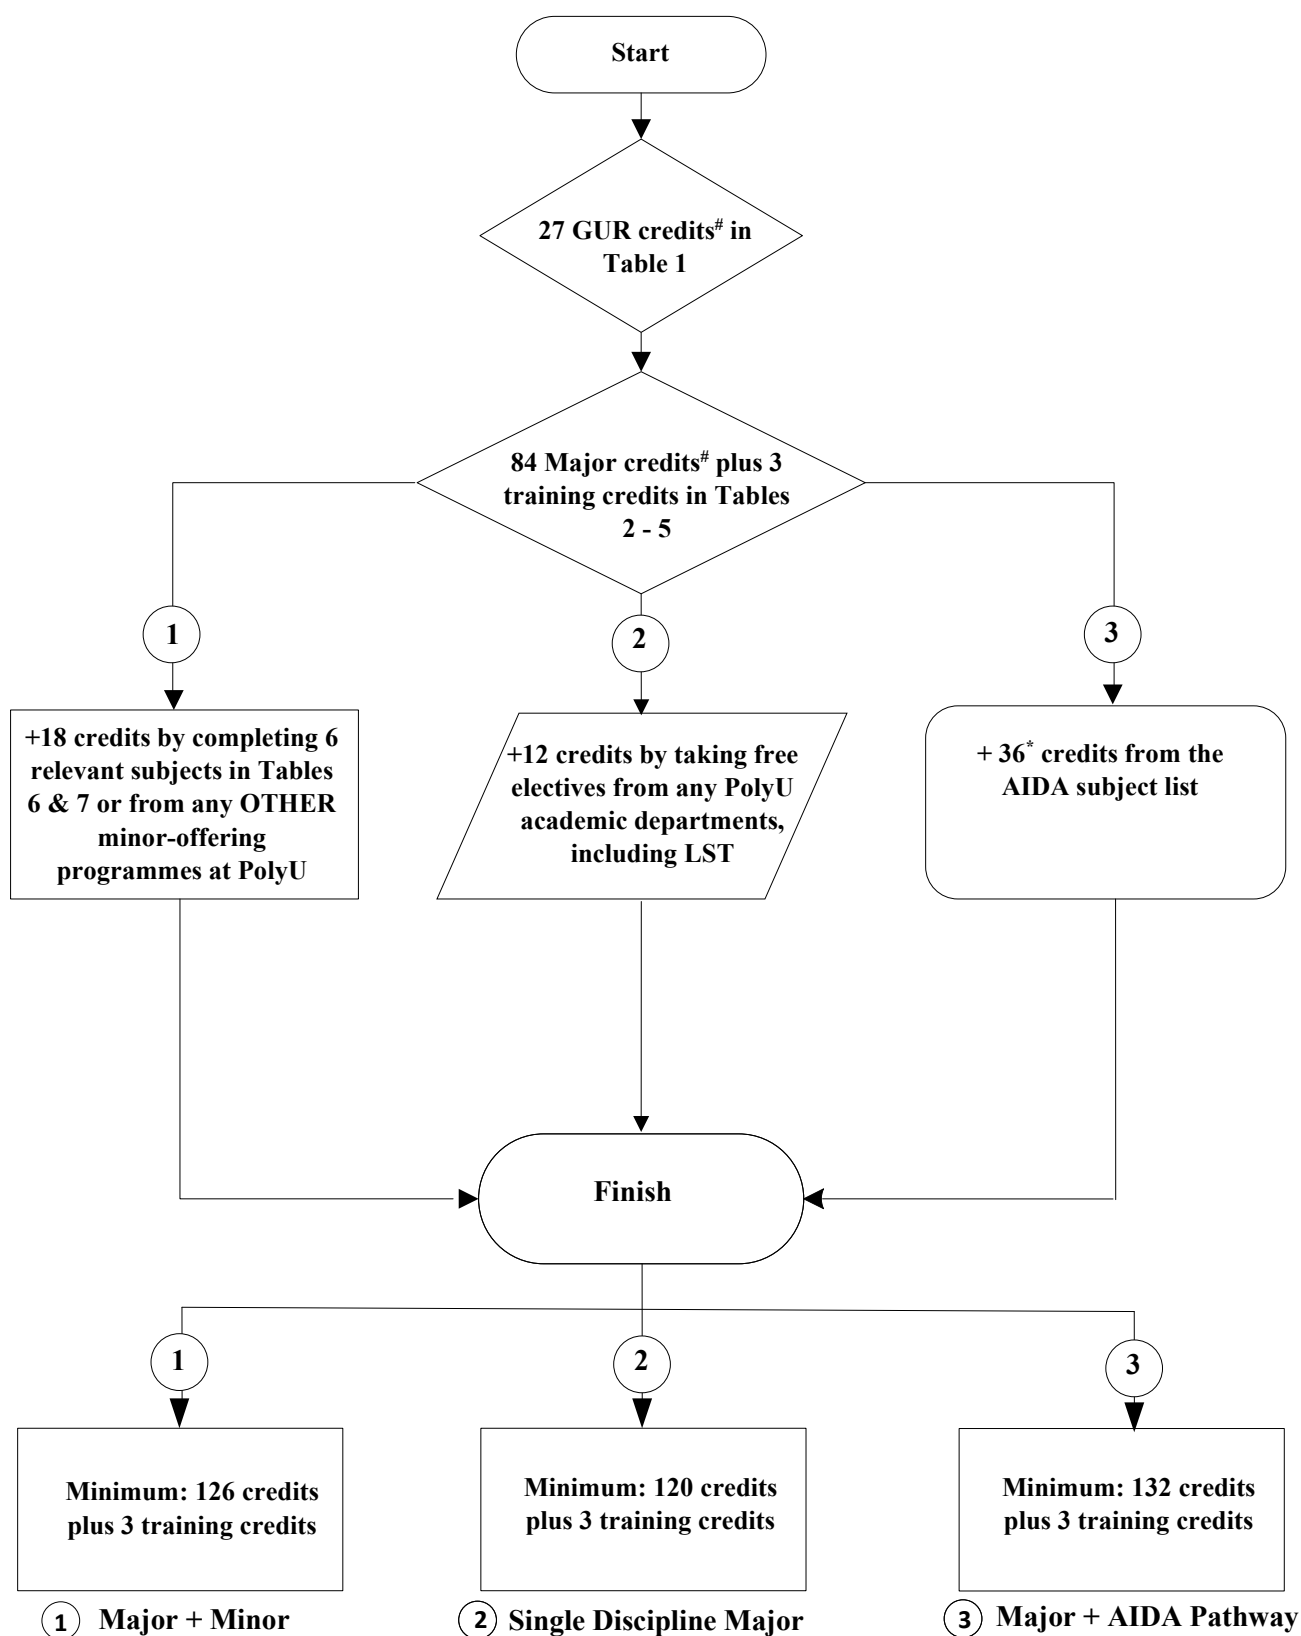 Start
27 GUR credits# in
Table 1
84 Major credits# plus 3
training credits in Tables
2 - 5
1
2
3
+18 credits by completing 6
relevant subjects in Tables
6 & 7 or from any OTHER
minor-offering
programmes at PolyU
+12 credits by taking free
electives from any PolyU
academic departments,
including LST
+ 36* credits from the
AIDA subject list
Finish
1
2
3
Minimum: 126 credits
plus 3 training credits
Minimum: 120 credits
plus 3 training credits
Minimum: 132 credits
plus 3 training credits
1 Major + Minor
2 Single Discipline Major
3 Major + AIDA Pathway